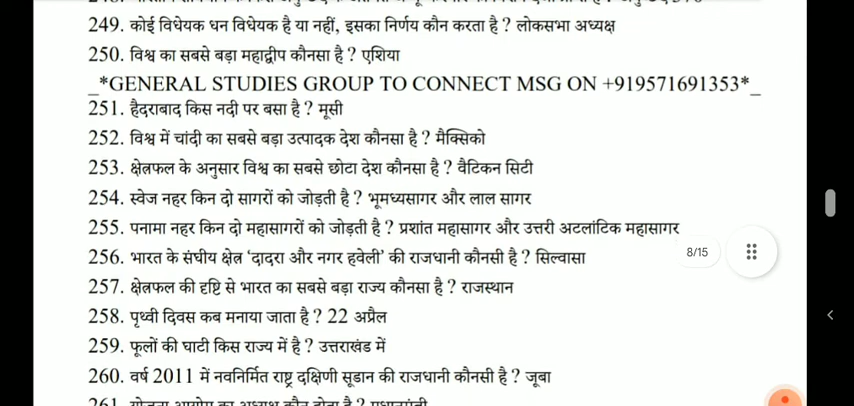 249. कोई विधेयक धन विधेयक है या नहीं, इसका निर्णय कौन करता है ? लोकसभा अध्यक्ष
250. विश्व का सबसे बड़ा महाद्वीप कौनसा है ? एशिया
_*GENERAL STUDIES GROUP TO CONNECT MSG ON +919571691353*_
251. हैदराबाद किस नदी पर बसा है ? मूसी
252. विश्व में चांदी का सबसे बड़ा उत्पादक देश कौनसा है ? मैक्सिको
253. क्षेत्रफल के अनुसार विश्व का सबसे छोटा देश कौनसा है ? वैटिकन सिटी
254. स्वेज नहर किन दो सागरों को जोड़ती है ? भूमध्यसागर और लाल सागर
255. पनामा नहर किन दो महासागरों को जोड़ती है ? प्रशांत महासागर और उत्तरी अटलांटिक महासागर
256. भारत के संघीय क्षेत्र ‘दादरा और नगर हवेली’ की राजधानी कौनसी है ? सिल्वासा
8/15
257. क्षेत्रफल की दृष्टि से भारत का सबसे बड़ा राज्य कौनसा है ? राजस्थान
258. पृथ्वी दिवस कब मनाया जाता है ? 22 अप्रैल
259. फूलों की घाटी किस राज्य में है ? उत्तराखंड में
260. वर्ष 2011 में नवनिर्मित राष्ट्र दक्षिणी सूडान की राजधानी कौनसी है ? जूबा